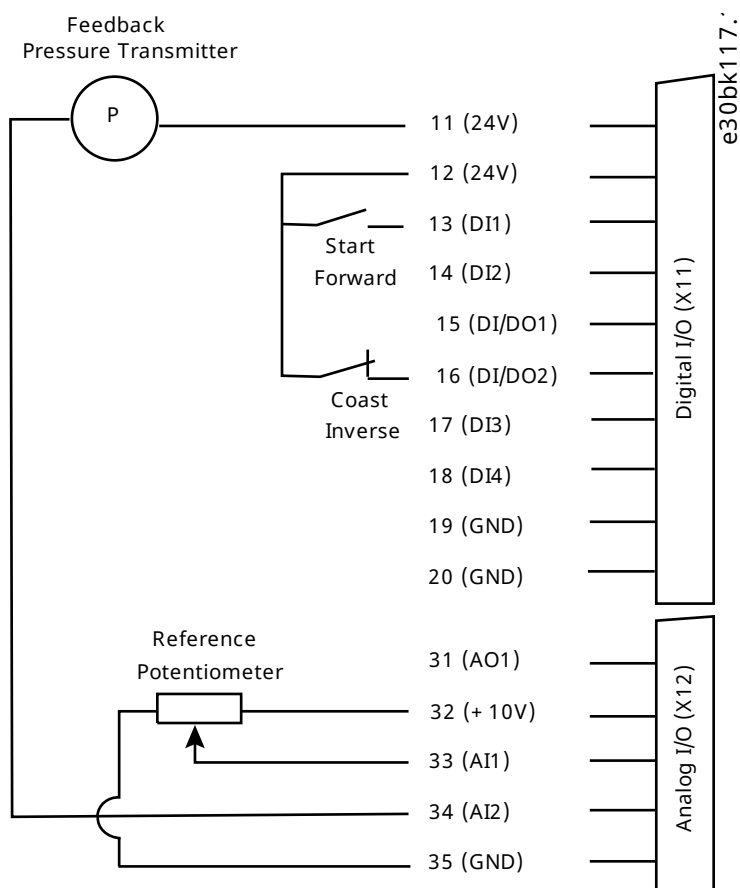 Feedback
Pressure Transmitter
P
11 (24V)
12 (24V)
13 (DI1)
Start
Forward
14 (DI2)
15 (DI/DO1)
16 (DI/DO2)
Coast
Inverse
17 (DI3)
18 (DI4)
19 (GND)
20 (GND)
Digital I/O (X11)
e30bk117.
Reference
Potentiometer
31 (AO1)
32 (+ 10V)
33 (AI1)
34 (AI2)
35 (GND)
Analog I/O (X12)